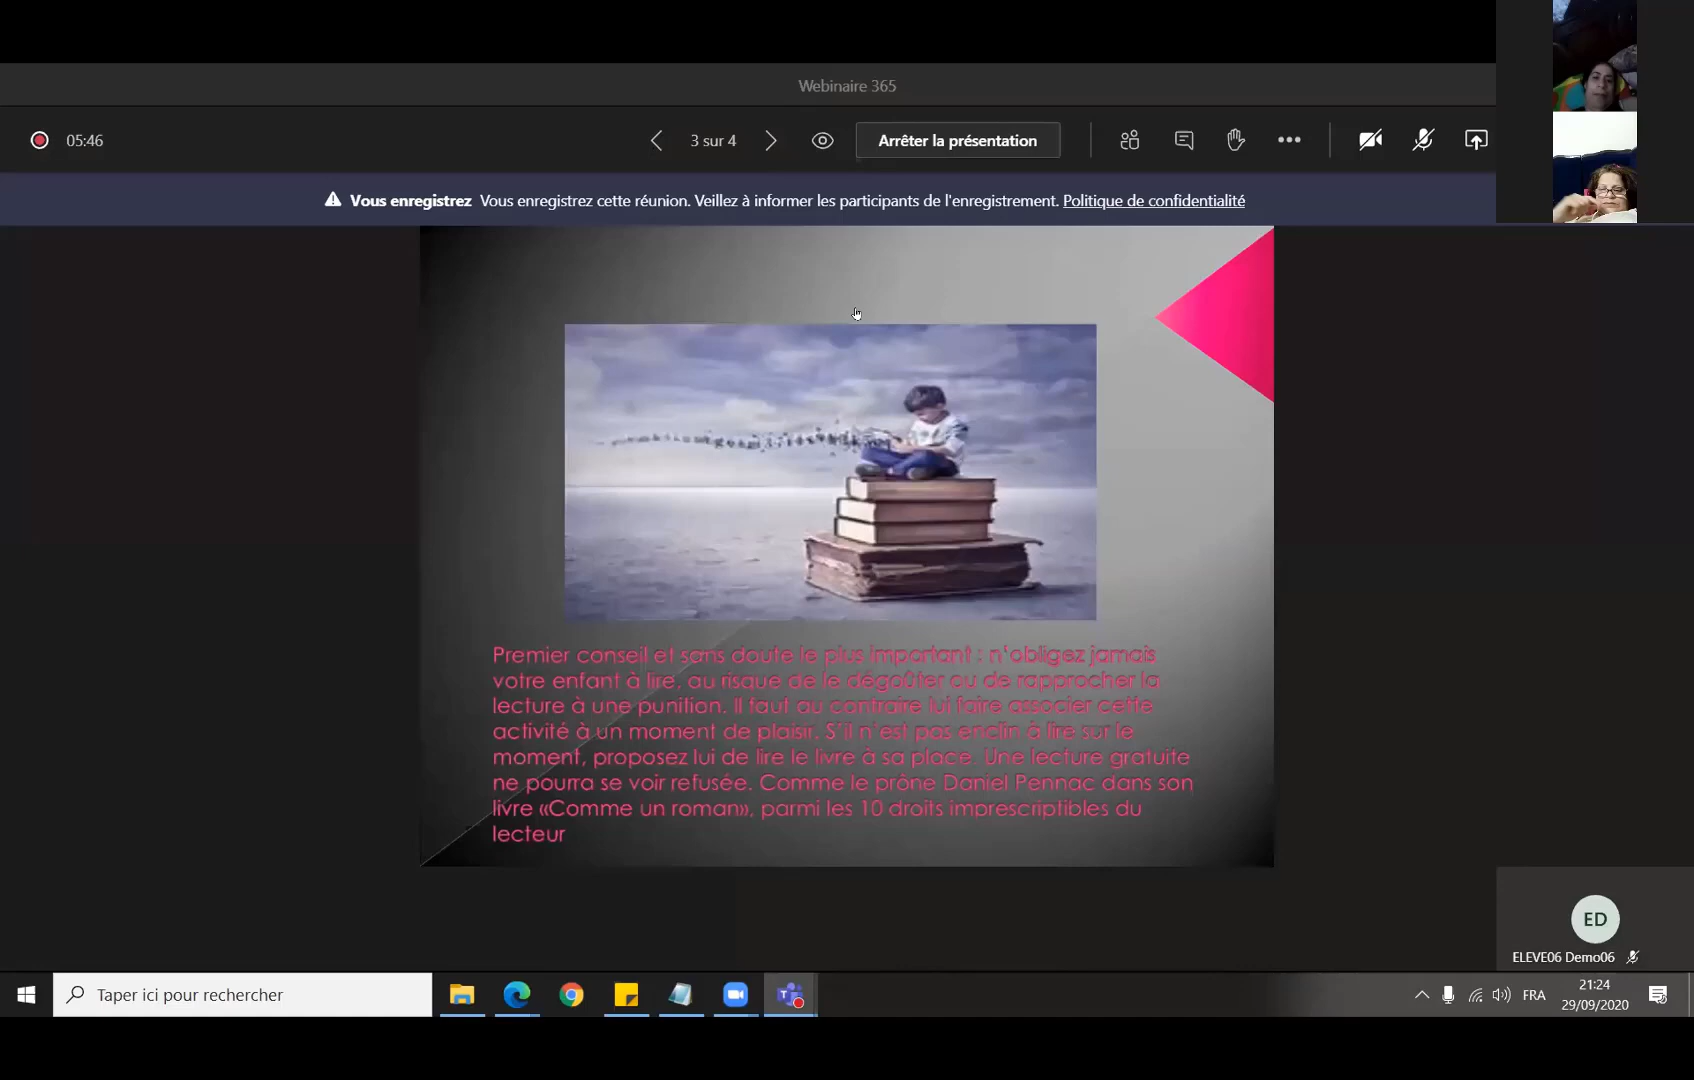 Webinaire 365
05:46
3 sur 4
Arrêter la présentation
Vous enregistrez Vous enregistrez cette réunion. Veillez à informer les participants de l'enregistrement. Politique de confidentialité
Premier conseil et sans doute le plus important : n'obligez jamais
votre enfant à lire, au risque de le dégoûter ou de rapprocher la
lecture à une punition. Il faut au contraire lui faire associer cette
activité à un moment de plaisir. S'il n'est pas enclin à lire sur le
moment, proposez lui de lire le livre à sa place. Une lecture gratuite
ne pourra se voir refusée. Comme le prône Daniel Pennac dans son
livre «Comme un roman», parmi les 10 droits imprescriptibles du
lecteur
ED
ELEVE06 Demo06
Taper ici pour rechercher
FRA
21:24
29/09/2020